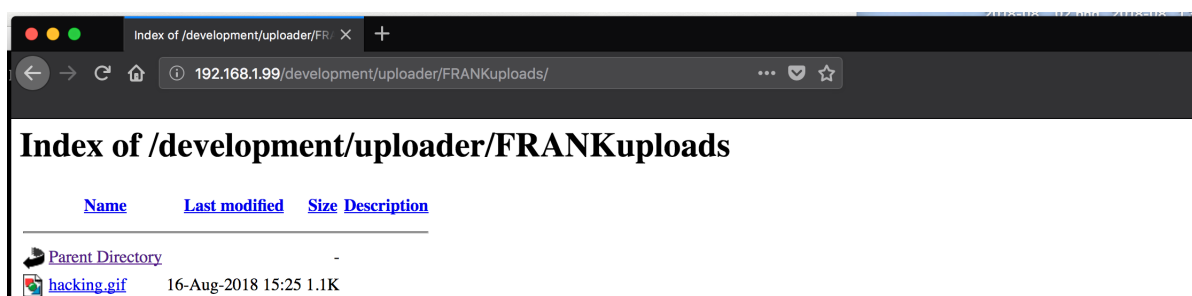 Index of /development/uploader/FR
192.168.1.99/development/uploader/FRANKuploads/
Index of /development/uploader/FRANKuploads
Name Last modified Size Description
Parent Directory -
hacking.gif 16-Aug-2018 15:25 1.1K